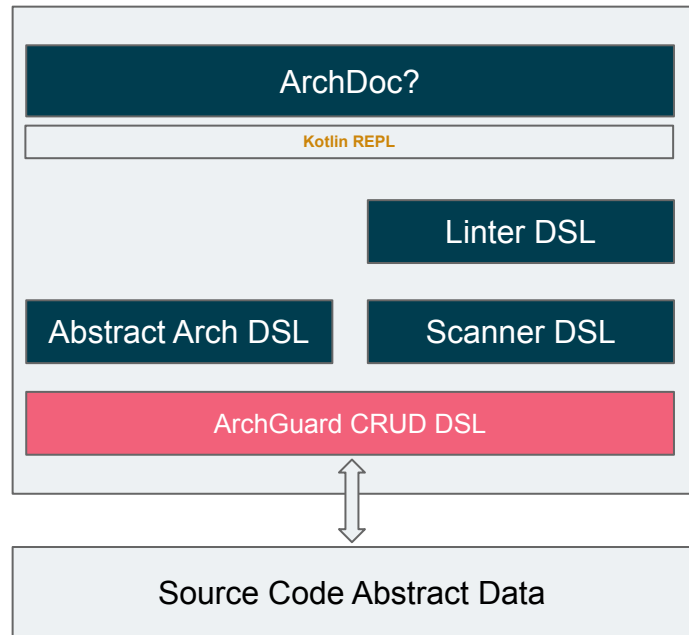 ArchDoc?
Kotlin REPL
Linter DSL
Abstract Arch DSL
Scanner DSL
ArchGuard CRUD DSL
Source Code Abstract Data